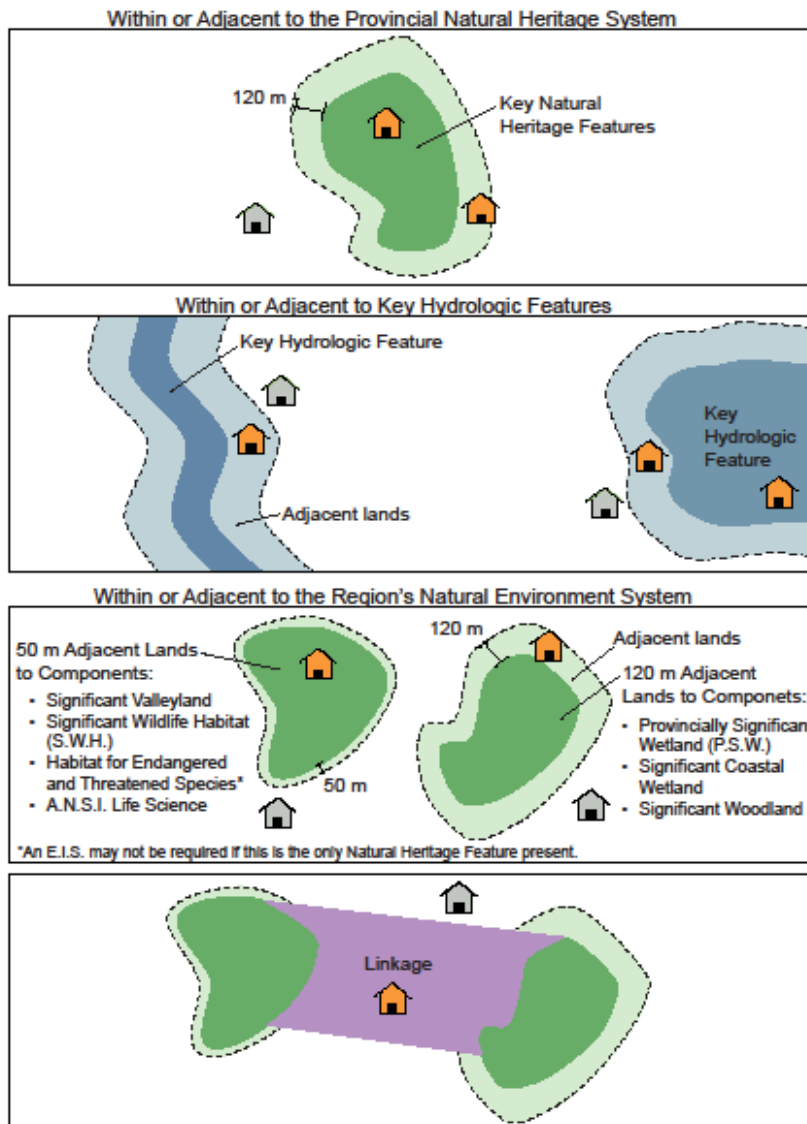 Within or Adjacent to the Provincial Natural Heritage System
120 m
Key Natural
Heritage Features
Within or Adjacent to Key Hydrologic Features
Key Hydrologic Feature
Adjacent lands
Key
Hydrologic
Feature
Within or Adjacent to the Region's Natural Environment System
50 m Adjacent Lands
to Components:
• Significant Valleyland
• Significant Wildlife Habitat
(S.W.H.)
• Habitat for Endangered
and Threatened Species*
• A.N.S.I. Life Science
50 m
120 m
Adjacent lands
120 m Adjacent
Lands to Componets:
• Provincially Significan
Wetland (P.S.W.)
• Significant Coastal
Wetland
• Significant Woodland
*An E.I.S. may not be required if this is the only Natural Heritage Feature present.
Linkage